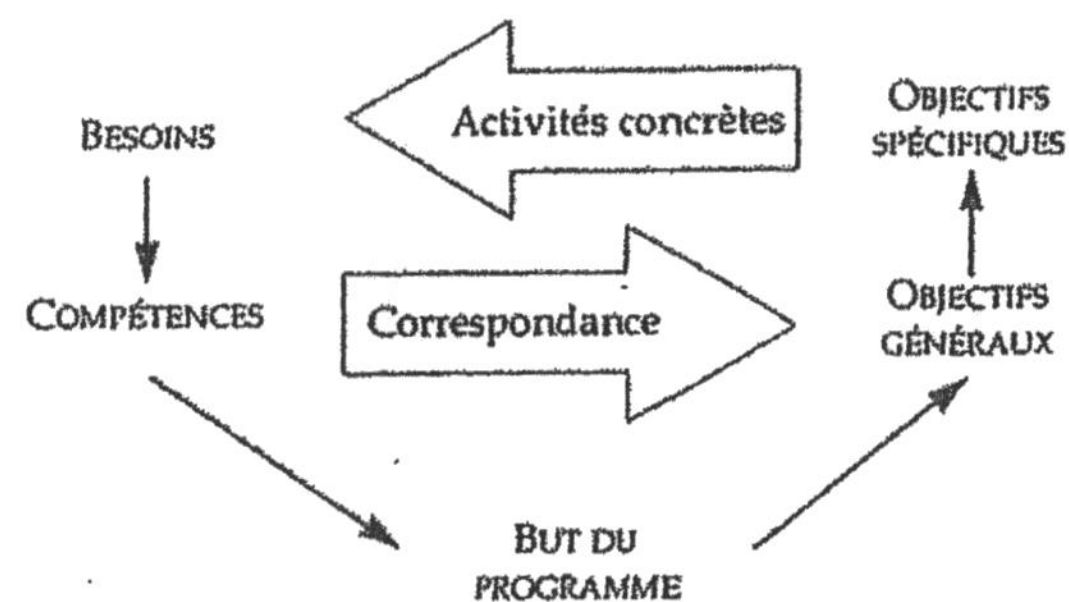 BESOINS
Activités concrètes
OBJECTIFS
SPÉCIFIQUES
COMPÉTENCES
Correspondance
OBJECTIFS
GÉNÉRAUX
BUT DU
PROGRAMME